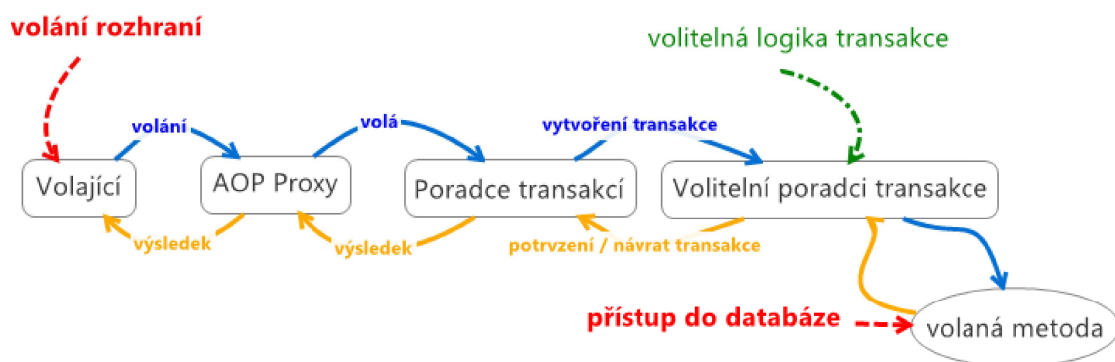 volání rozhraní
volitelná logika transakce
volání
volá
vytvoření transakce
Volající
AOP Proxy
Poradce transakcí
Volitelní poradci transakce
výsledek
výsledek
potrvzení / návrat transakce
přístup do databáze
volaná metoda